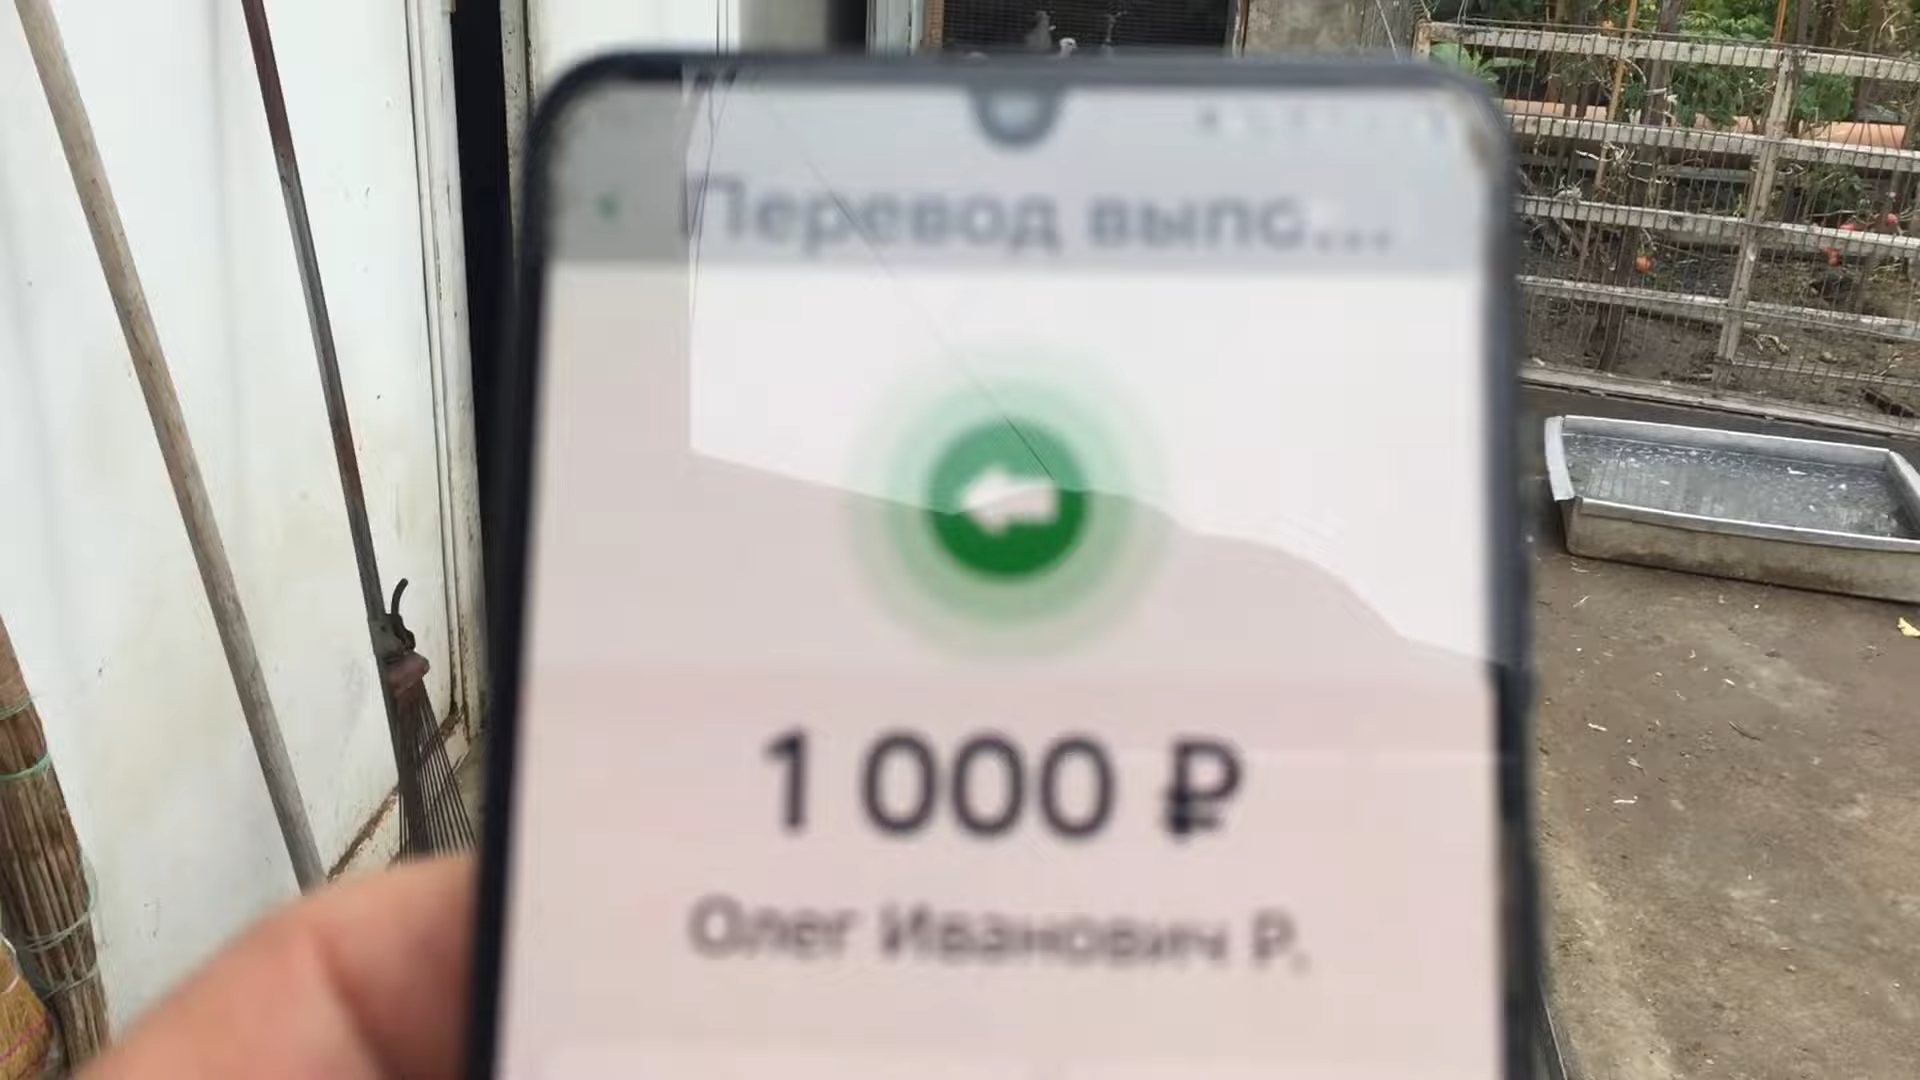 Перевод выпо...
1 000 ₽
Олег Иванович Р.